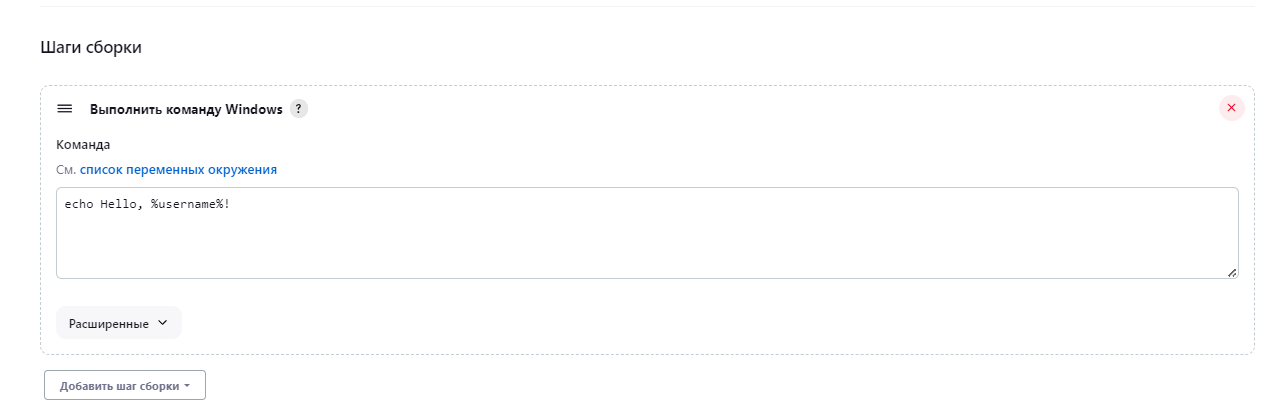 Шаги сборки
Выполнить команду Windows ?
Команда
См. список переменных окружения
echo Hello, %username%!
Расширенные
Добавить шаг сборки